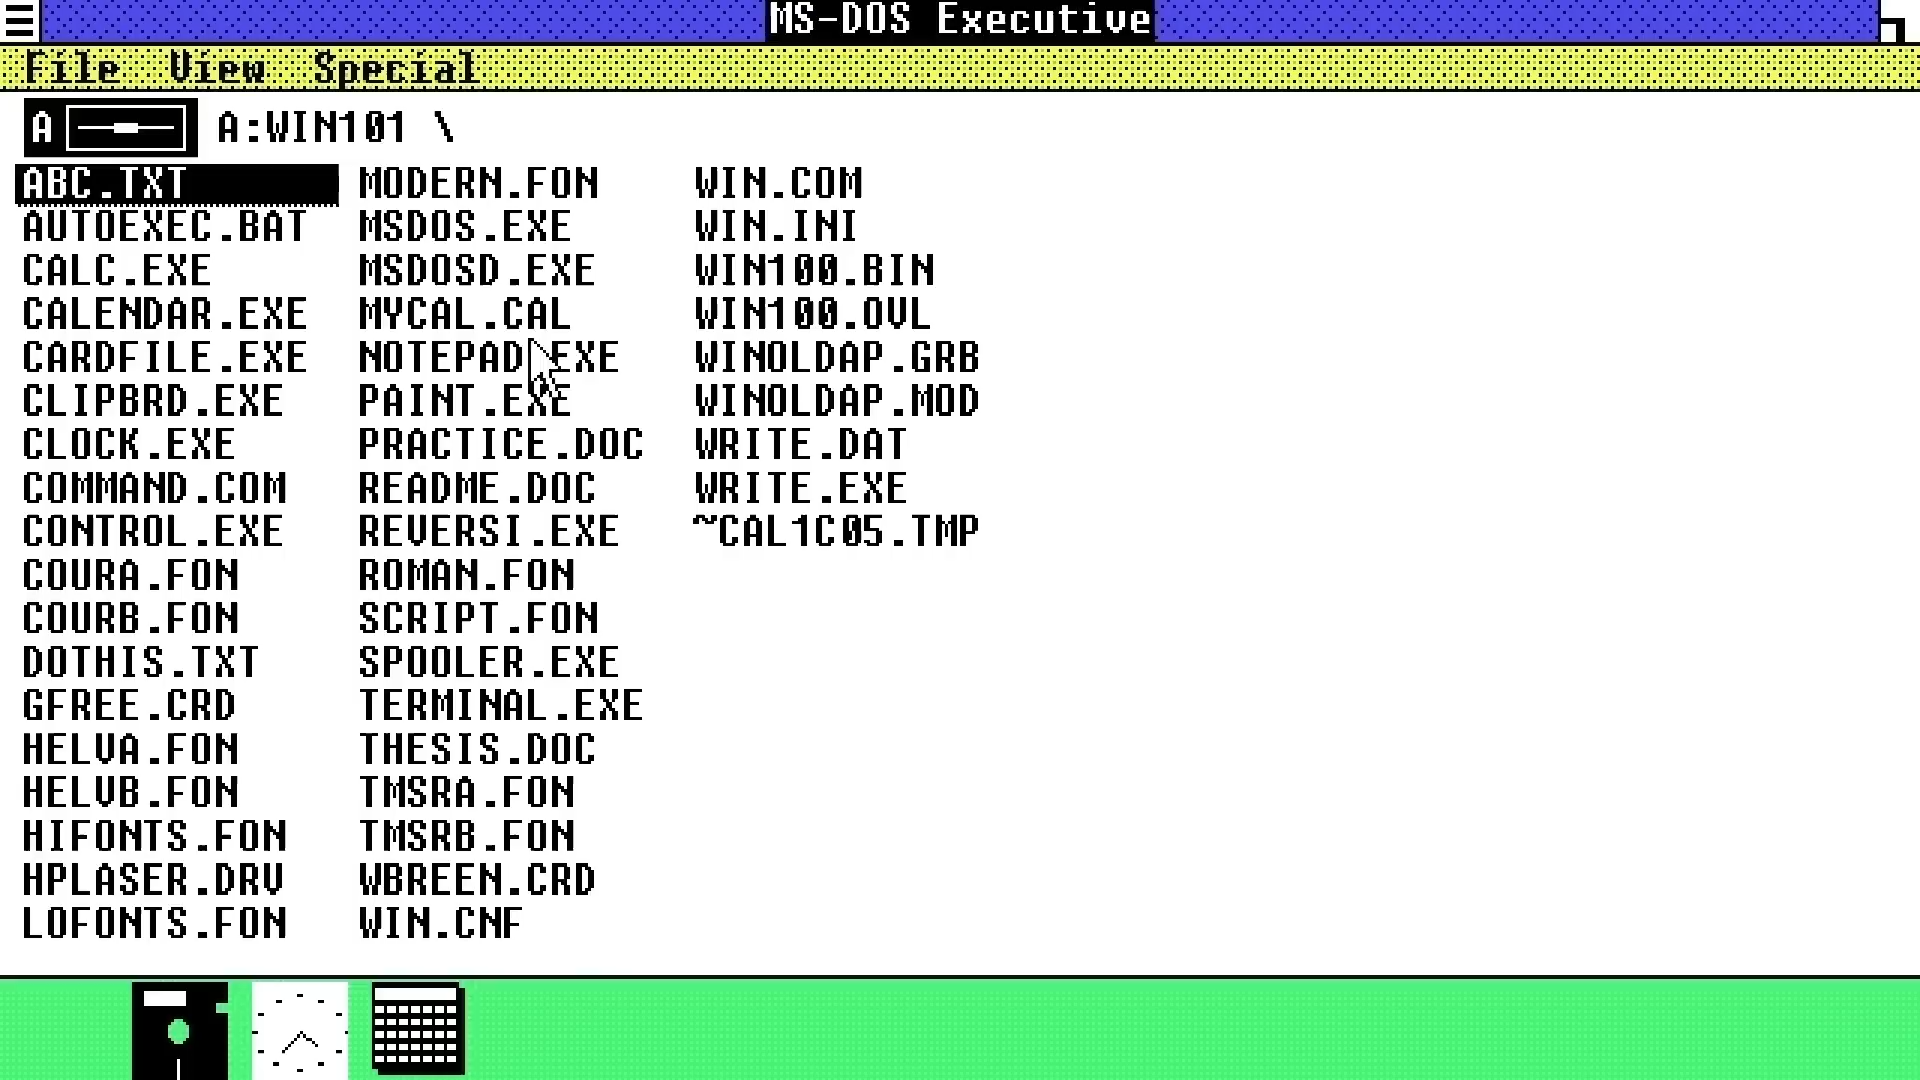 MS-DOS Executive
File View Special
A A:WIN101 \
ABC.TXT MODERN.FON WIN.COM
AUTOEXEC.BAT MSDOS.EXE WIN.INI
CALC.EXE MSDOSD.EXE WIN100.BIN
CALENDAR.EXE MYCAL.CAL WIN100.OVL
CARDFILE.EXE NOTEPAD.EXE WINOLDAP.GRB
CLIPBRD.EXE PAINT.EXE WINOLDAP.MOD
CLOCK.EXE PRACTICE.DOC WRITE.DAT
COMMAND.COM README.DOC WRITE.EXE
CONTROL.EXE REVERSI.EXE ~CAL1C05.TMP
COURA.FON ROMAN.FON
COURB.FON SCRIPT.FON
DOTHIS.TXT SPOOLER.EXE
GFREE.CRD TERMINAL.EXE
HELVA.FON THESIS.DOC
HELVB.FON TMSRA.FON
HIFONTS.FON TMSRB.FON
HPLASER.DRV WBREEN.CRD
LOFONTS.FON WIN.CNF